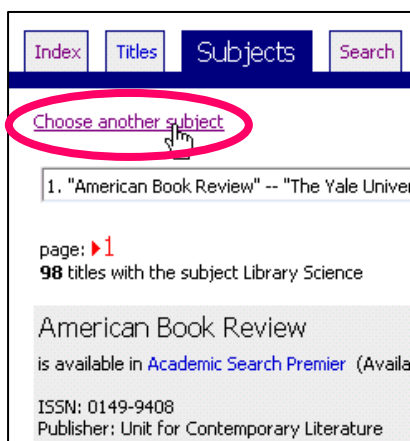 Index Titles Subjects Search
Choose another subject
1. "American Book Review" -- "The Yale
page: 1
98 titles with the subject Library Science
American Book Review
is available in Academic Search Premier
ISSN: 0149-9408
Publisher: Unit for Contemporary Literature